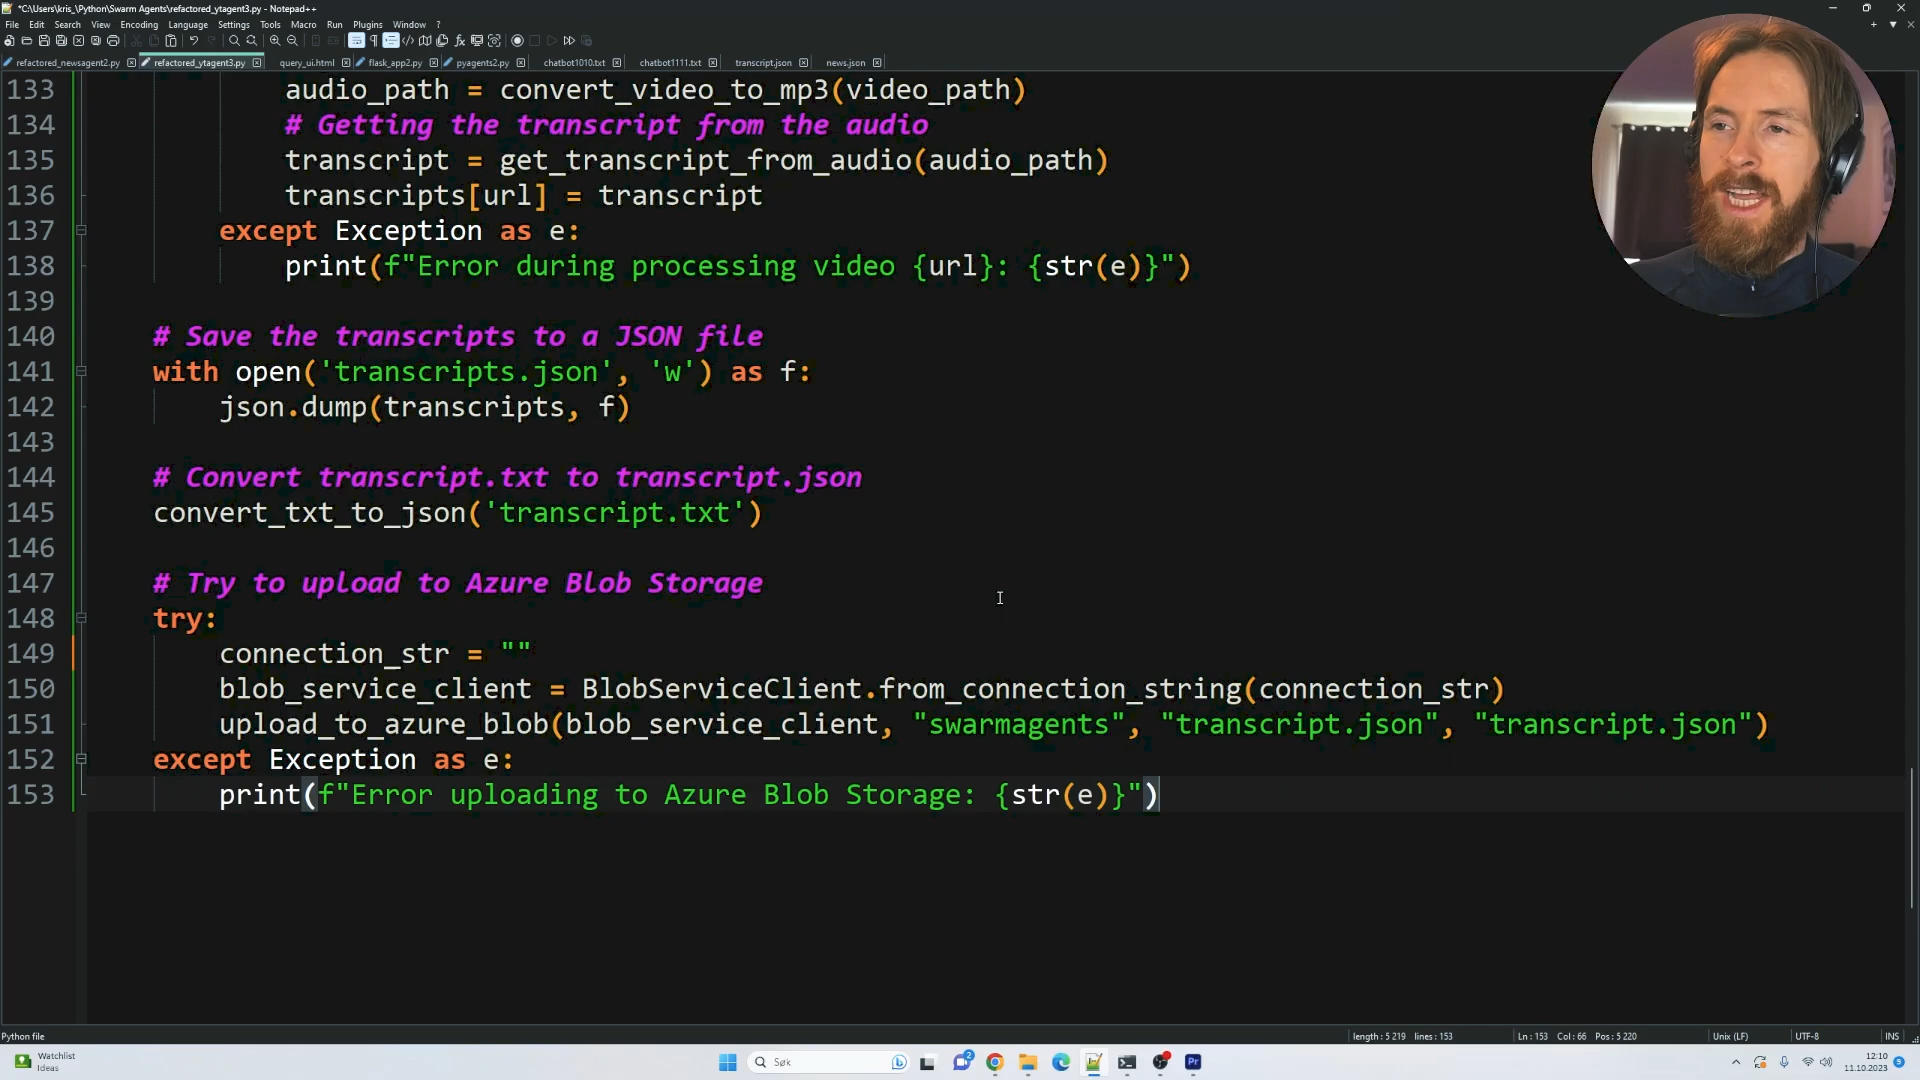 *C:\Users\kris_\Python\Swarm Agents\refactored_ytagent3.py - Notepad++
File Edit Search View Encoding Language Settings Tools Macro Run Plugins Window ?
refactored_newsagent2.py refactored_ytagent3.py query_ui.html flask_app2.py pyagents2.py chatbot1010.txt chatbot1111.txt transcript.json news.json
133 audio_path = convert_video_to_mp3(video_path)
134 # Getting the transcript from the audio
135 transcript = get_transcript_from_audio(audio_path)
136 transcripts[url] = transcript
137 except Exception as e:
138 print(f"Error during processing video {url}: {str(e)}")
139
140 # Save the transcripts to a JSON file
141 with open('transcripts.json', 'w') as f:
142 json.dump(transcripts, f)
143
144 # Convert transcript.txt to transcript.json
145 convert_txt_to_json('transcript.txt')
146
147 # Try to upload to Azure Blob Storage
148 try:
149 connection_str = ""
150 blob_service_client = BlobServiceClient.from_connection_string(connection_str)
151 upload_to_azure_blob(blob_service_client, "swarmagents", "transcript.json", "transcript.json")
152 except Exception as e:
153 print(f"Error uploading to Azure Blob Storage: {str(e)}")
Python file length : 5 219 lines : 153 Ln : 153 Col : 66 Pos : 5 220 Unix (LF) UTF-8 INS
Watchlist
Ideas
Søk
2
Pr
12:10
11.10.2023